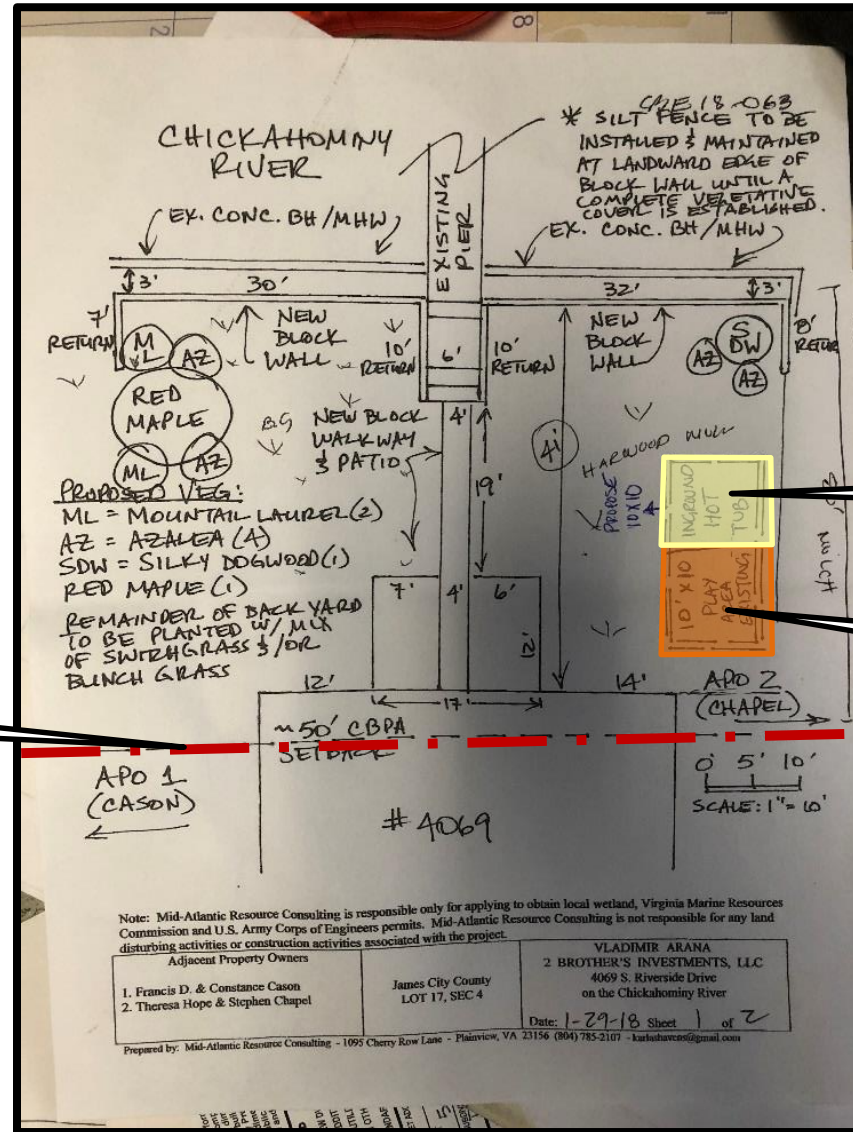 CBE 18-063
CHICKAHOMINY
RIVER
* SILT FENCE TO BE
INSTALLED & MAINTAINED
AT LANDWARD EDGE OF
BLOCK WALL UNTIL A
COMPLETE VEGETATIVE
COVER IS ESTABLISHED.
EX. CONC. BH/MHW
EXISTING
PIER
EX. CONC. BH/MHW
3'
30'
32'
3'
7'
RETURN
NEW
BLOCK
WALL
10'
RETURN
6'
10'
RETURN
NEW
BLOCK
WALL
8'
RETURN
ML
AZ
SDW
AZ
AZ
RED
MAPLE
ML
AZ
NEW BLOCK
WALKWAY
& PATIO
4'
19'
41'
PROPOSE
10X10
INGROUND
HOT
TUB
10' X10
PLAY
AREA
EXISTING
PROPOSED VEG:
ML = MOUNTAIL LAUREL (2)
AZ = AZALEA (4)
SDW = SILKY DOGWOOD (1)
RED MAPLE (1)
REMAINDER OF BACK YARD
TO BE PLANTED W/ MIX
OF SWITHGRASS &/OR
BUNCH GRASS
7'
4'
6'
12'
12'
17'
14'
APO 2
(CHAPEL)
~50' CBPA
SETBACK
APO 1
(CASON)
0' 5' 10'
SCALE: 1"=10'
#4069
Note: Mid-Atlantic Resource Consulting is responsible only for applying to obtain local wetland, Virginia Marine Resources
Commission and U.S. Army Corps of Engineers permits. Mid-Atlantic Resource Consulting is not responsible for any land
disturbing activities or construction activities associated with the project.
Adjacent Property Owners
1. Francis D. & Constance Cason
2. Theresa Hope & Stephen Chapel
James City County
LOT 17, SEC 4
VLADIMIR ARANA
2 BROTHER'S INVESTMENTS, LLC
4069 S. Riverside Drive
on the Chickahominy River
Date: 1-29-18 Sheet 1 of 2
Prepared by: Mid-Atlantic Resource Consulting - 1095 Cherry Row Lane - Plainview, VA 23156 (804) 785-2107 - karlashavens@gmail.com